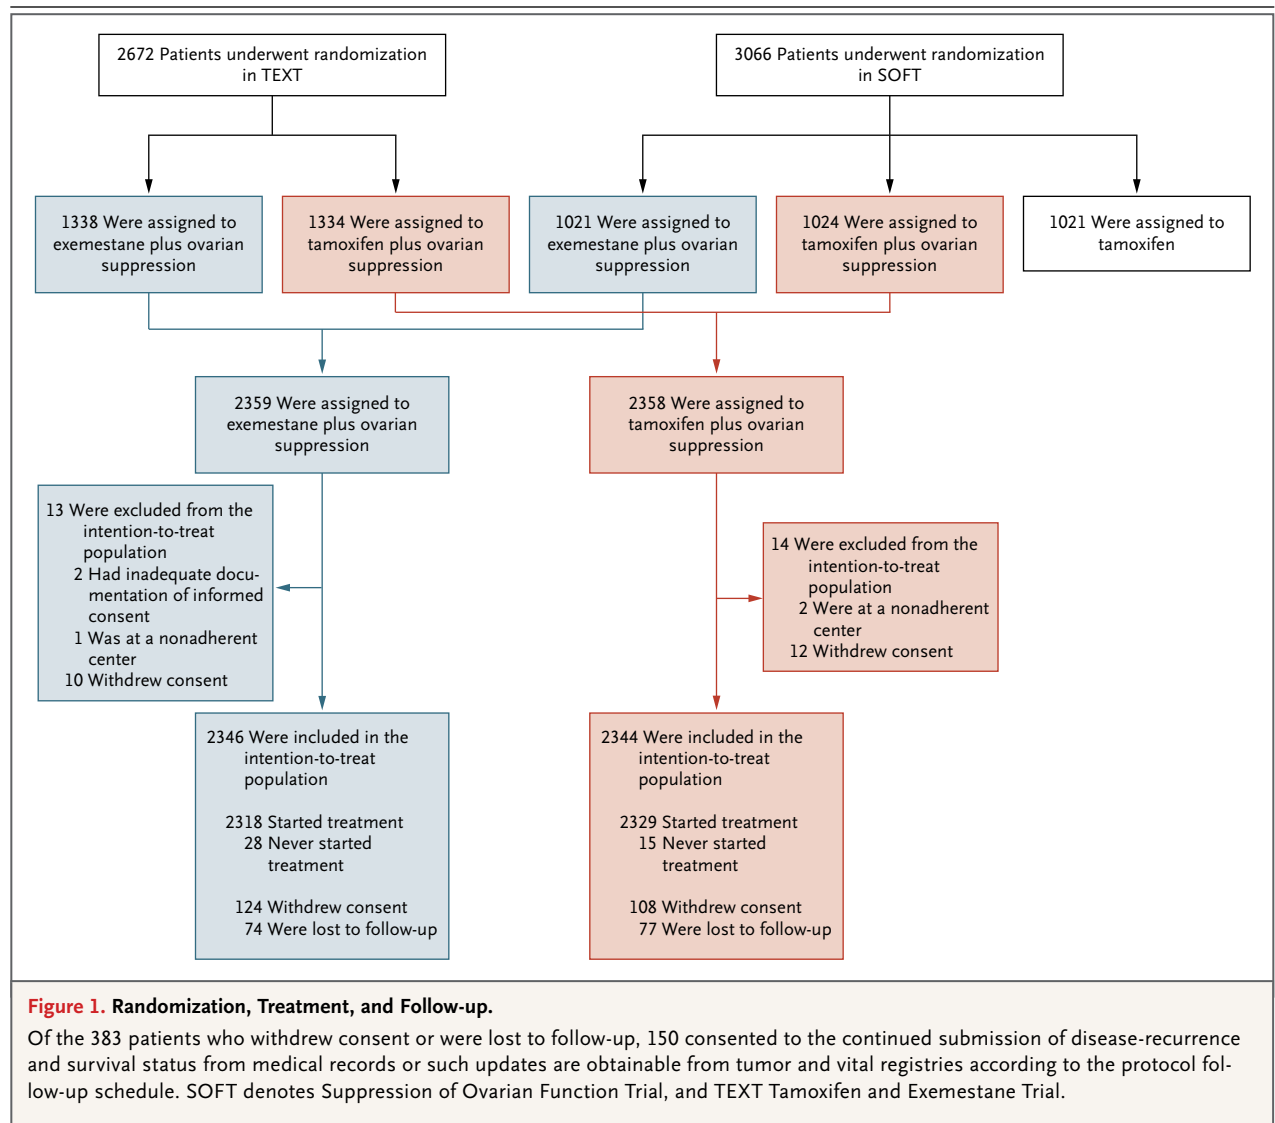 2672 Patients underwent randomization
in TEXT
3066 Patients underwent randomization
in SOFT
1338 Were assigned to
exemestane plus ovarian
suppression
1334 Were assigned to
tamoxifen plus ovarian
suppression
1021 Were assigned to
exemestane plus ovarian
suppression
1024 Were assigned to
tamoxifen plus ovarian
suppression
1021 Were assigned to
tamoxifen
2359 Were assigned to
exemestane plus ovarian
suppression
2358 Were assigned to
tamoxifen plus ovarian
suppression
13 Were excluded from the
intention-to-treat
population
2 Had inadequate docu-
mentation of informed
consent
1 Was at a nonadherent
center
10 Withdrew consent
14 Were excluded from the
intention-to-treat
population
2 Were at a nonadherent
center
12 Withdrew consent
2346 Were included in the
intention-to-treat
population
2318 Started treatment
28 Never started
treatment
124 Withdrew consent
74 Were lost to follow-up
2344 Were included in the
intention-to-treat
population
2329 Started treatment
15 Never started
treatment
108 Withdrew consent
77 Were lost to follow-up
Figure 1. Randomization, Treatment, and Follow-up.
Of the 383 patients who withdrew consent or were lost to follow-up, 150 consented to the continued submission of disease-recurrence
and survival status from medical records or such updates are obtainable from tumor and vital registries according to the protocol fol-
low-up schedule. SOFT denotes Suppression of Ovarian Function Trial, and TEXT Tamoxifen and Exemestane Trial.